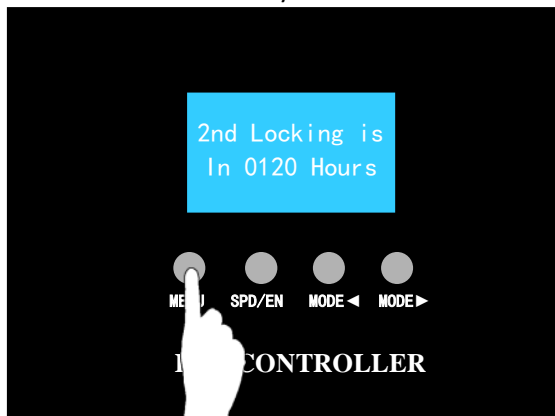 2nd Locking is
In 0120 Hours
SPD/EN MODE◄ MODE►
CONTROLLER